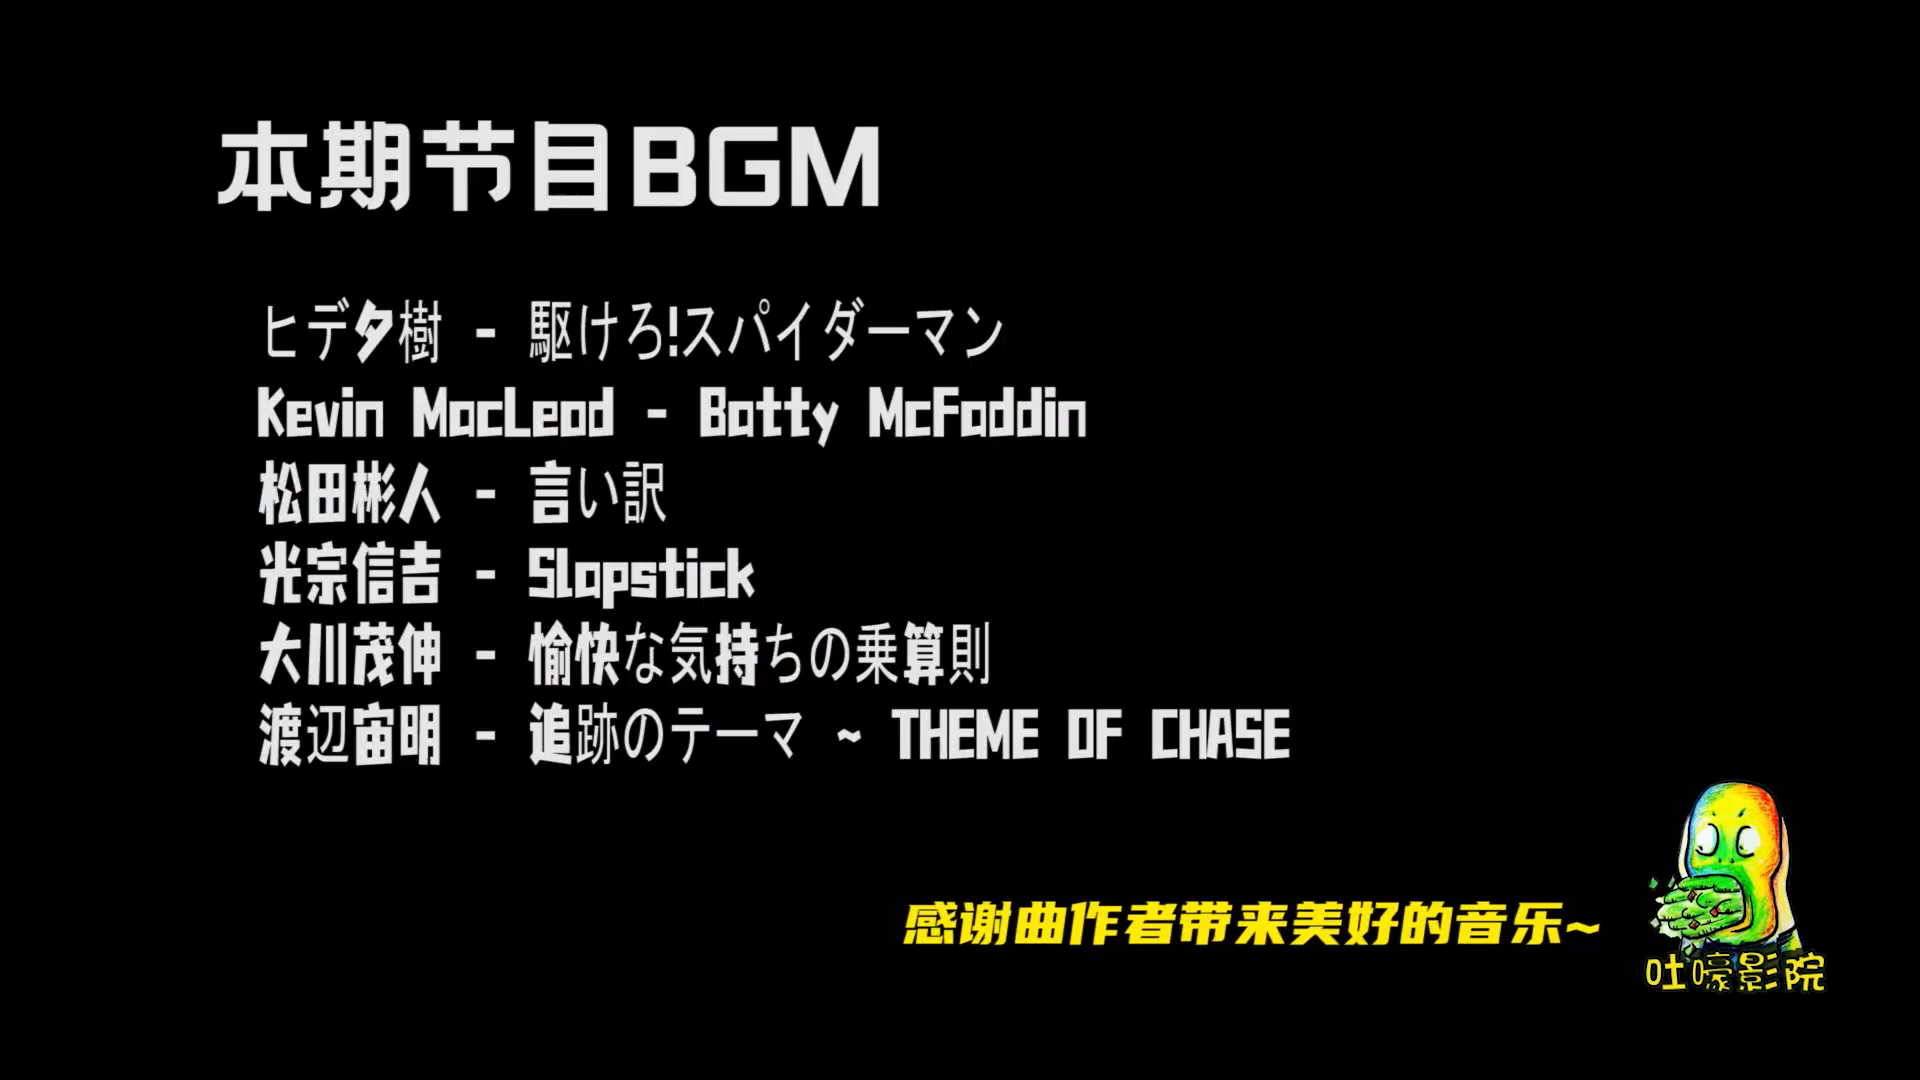 本期节目BGM
ヒデ夕樹 - 駆けろ!スパイダーマン
Kevin MacLeod - Batty McFaddin
松田彬人 - 言い訳
光宗信吉 - Slapstick
大川茂伸 - 愉快な気持ちの乗算則
渡辺宙明 - 追跡のテーマ ~ THEME OF CHASE
感谢曲作者带来美好的音乐~
吐嚎影院